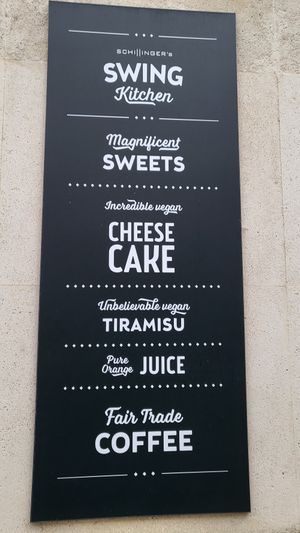 SCHILLINGER's
SWING
Kitchen
Magnificent
SWEETS
Incredible vegan
CHEESE
CAKE
Unbelievable vegan
TIRAMISU
Pure
Orange JUICE
Fair Trade
COFFEE